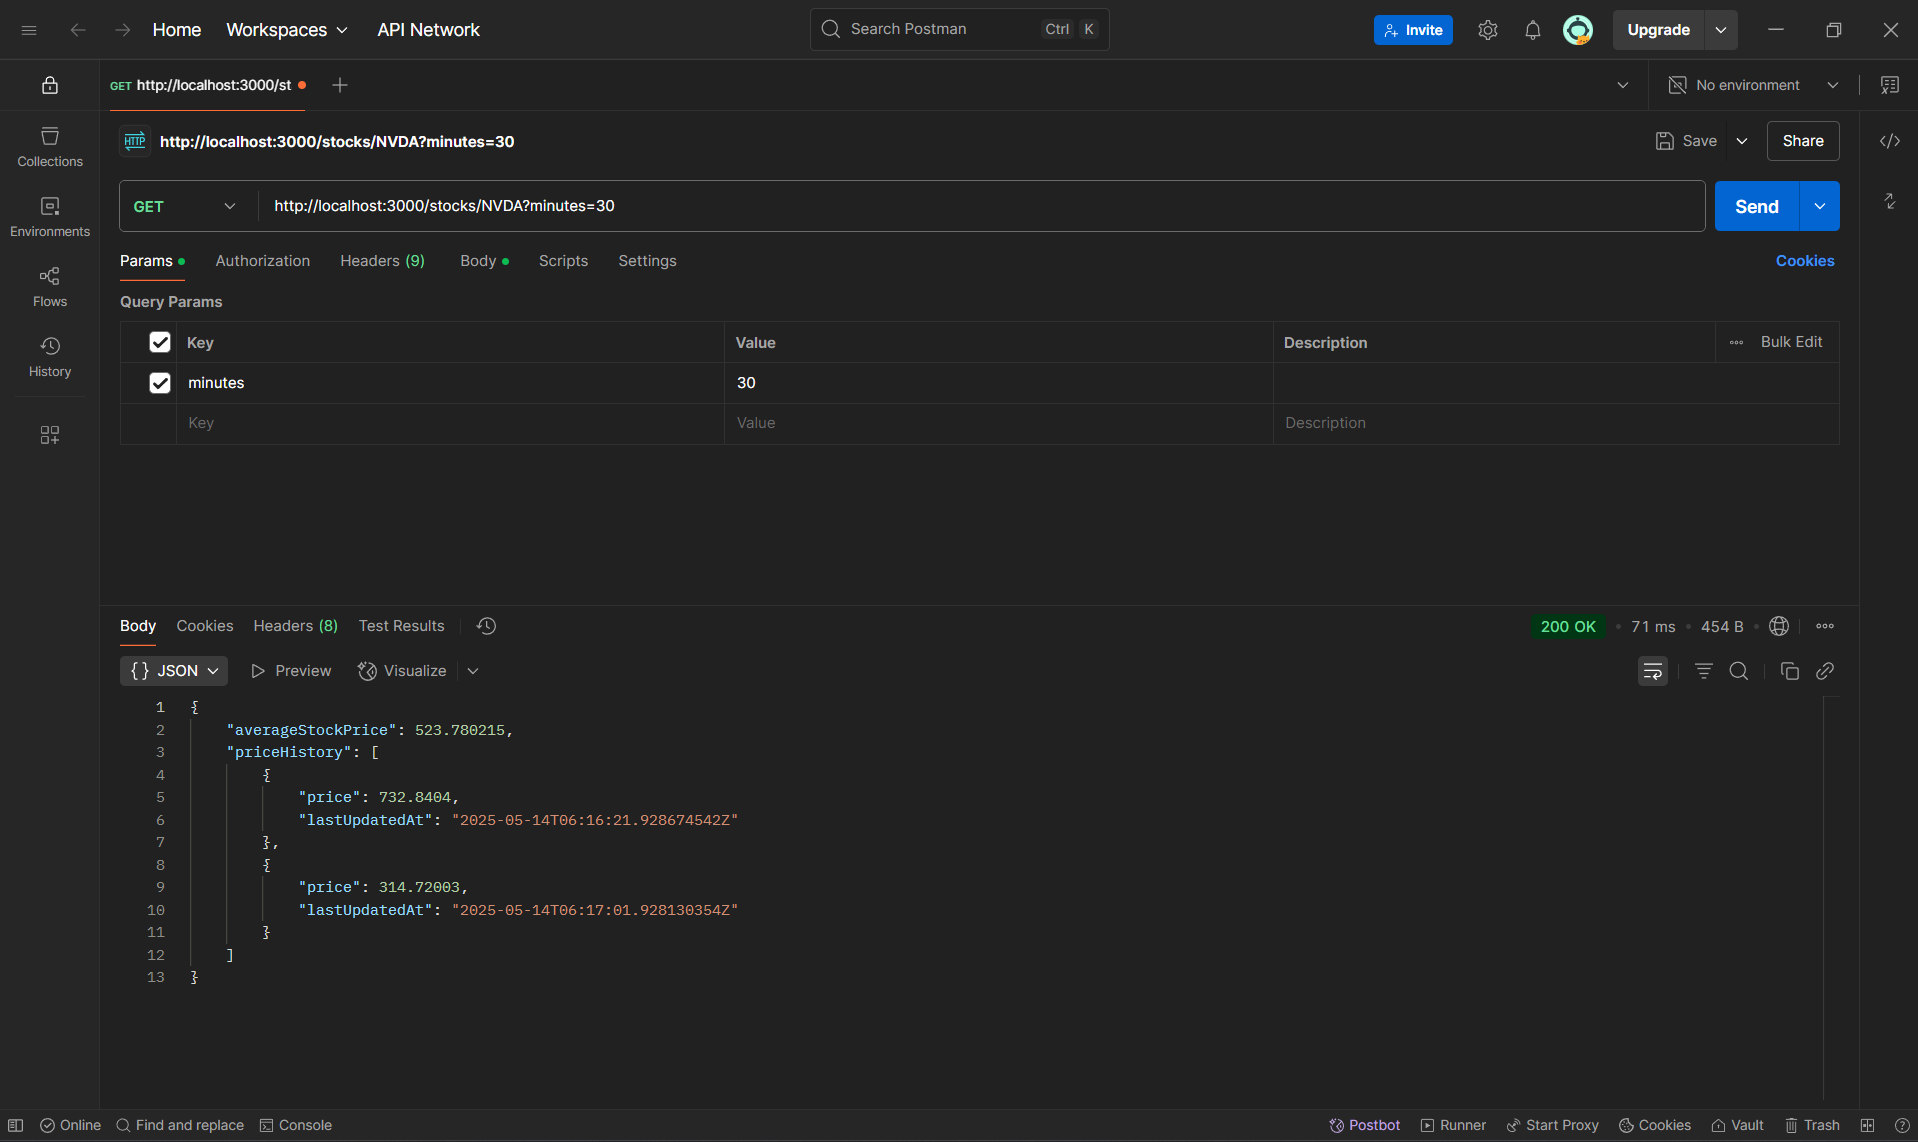 Home Workspaces API Network Search Postman Ctrl K Invite Upgrade
GET http://localhost:3000/st No environment
HTTP http://localhost:3000/stocks/NVDA?minutes=30 Save Share
Collections
GET http://localhost:3000/stocks/NVDA?minutes=30 Send
Environments
Params Authorization Headers (9) Body Scripts Settings Cookies
Flows
Query Params
Key Value Description Bulk Edit
History
minutes 30
Key Value Description
Body Cookies Headers (8) Test Results 200 OK 71 ms 454 B
{} JSON Preview Visualize
1 {
2 "averageStockPrice": 523.780215,
3 "priceHistory": [
4 {
5 "price": 732.8404,
6 "lastUpdatedAt": "2025-05-14T06:16:21.928674542Z"
7 },
8 {
9 "price": 314.72003,
10 "lastUpdatedAt": "2025-05-14T06:17:01.928130354Z"
11 }
12 ]
13 }
Online Find and replace Console Postbot Runner Start Proxy Cookies Vault Trash